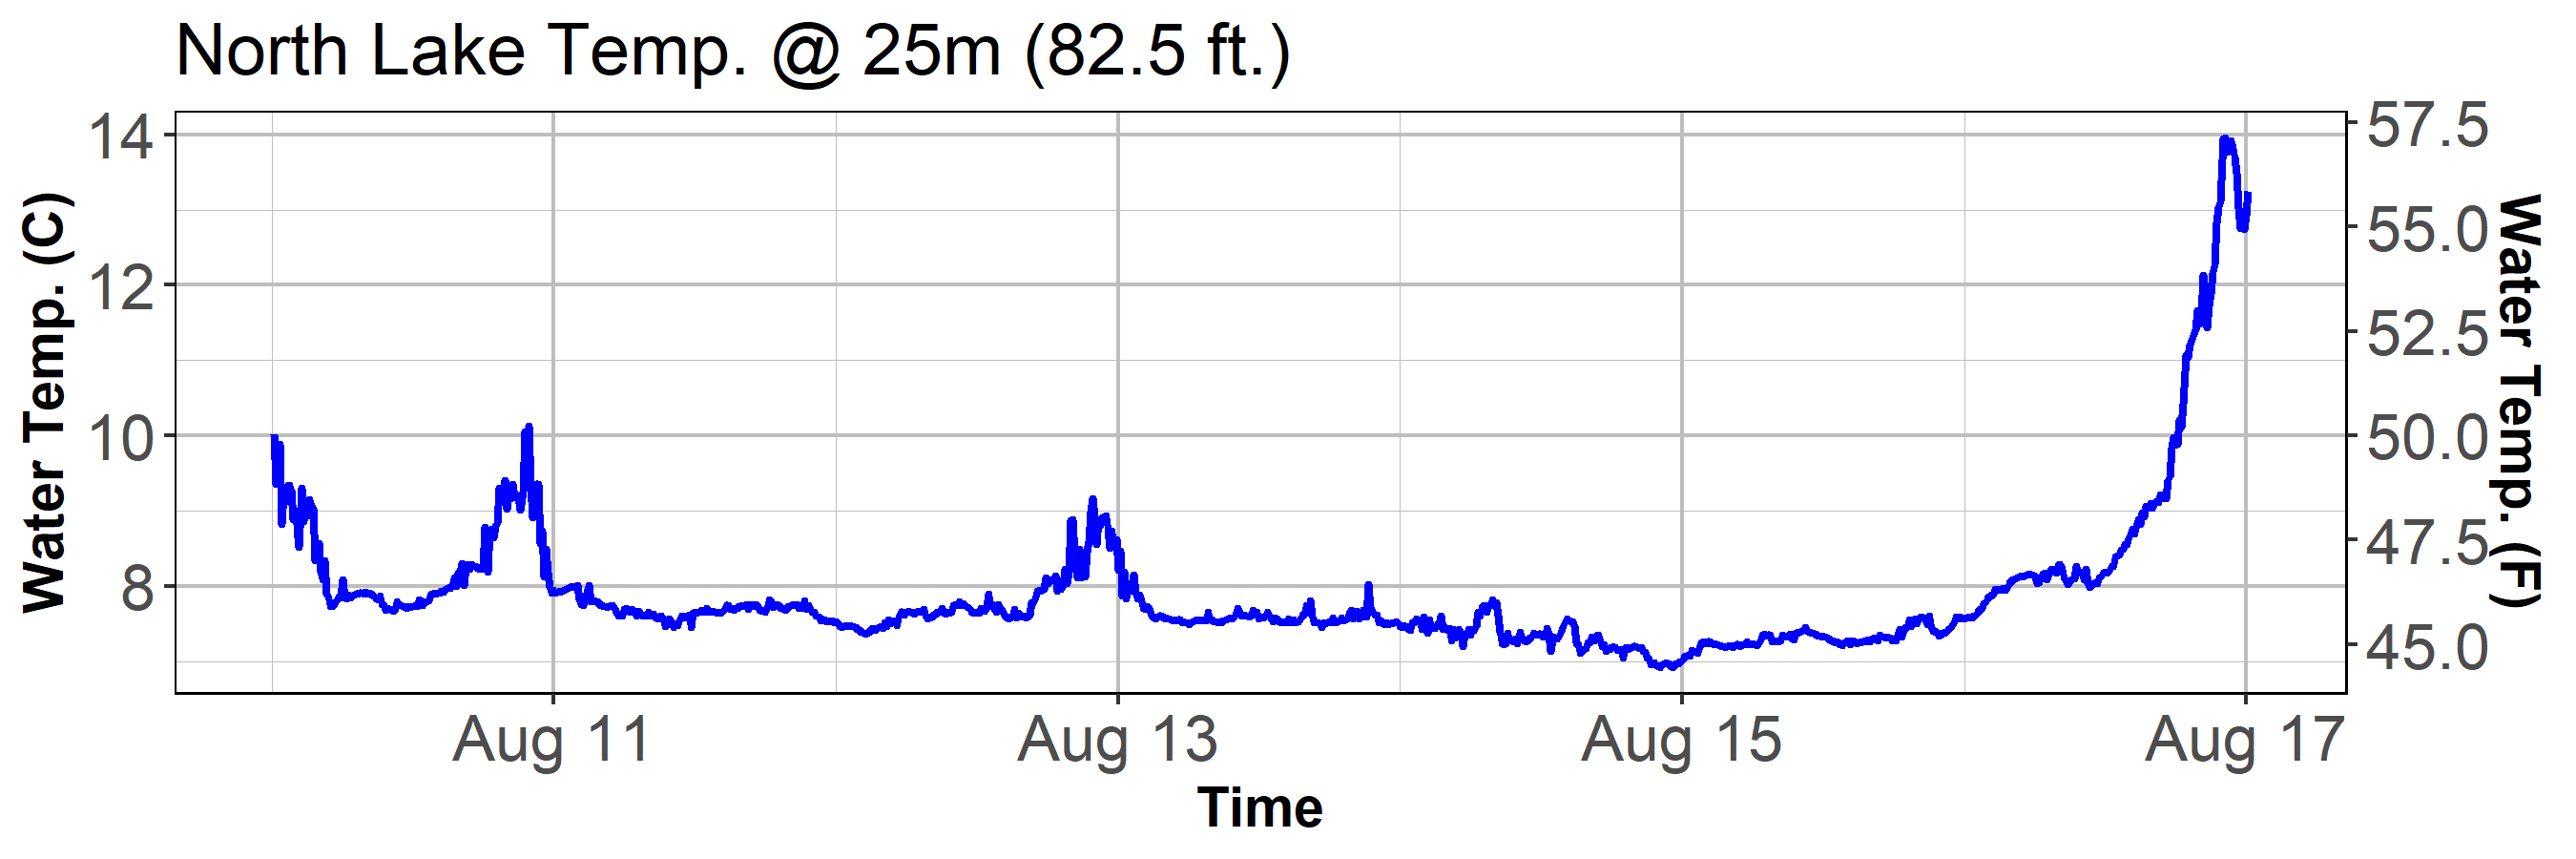 North Lake Temp. @ 25m (82.5 ft.)
Water Temp. (C)
14
12
10
8
57.5
55.0
52.5
50.0
47.5
45.0
Water Temp. (F)
Aug 11 Aug 13 Aug 15 Aug 17
Time